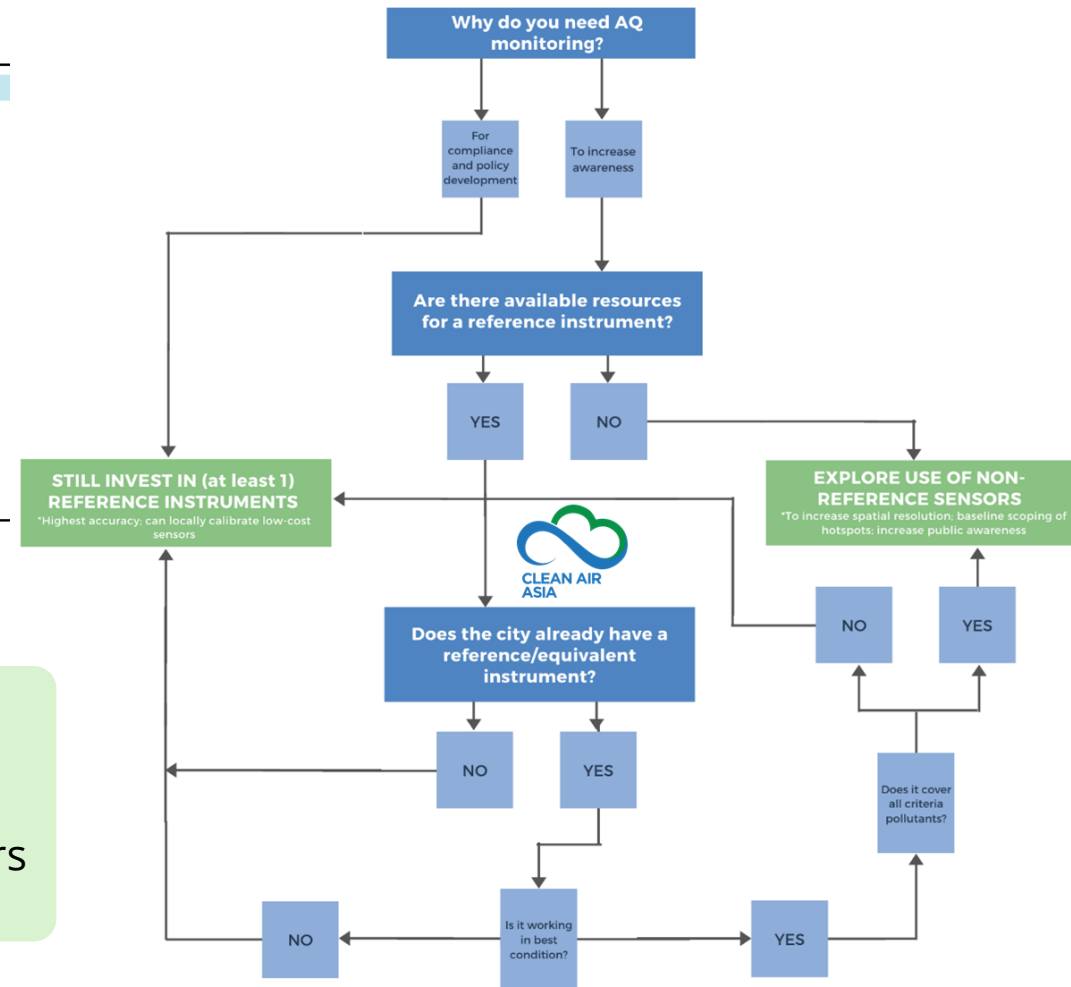 Why do you need AQ
monitoring?
For
compliance
and policy
development
To increase
awareness
Are there available resources
for a reference instrument?
YES
NO
STILL INVEST IN (at least 1)
REFERENCE INSTRUMENTS
*Highest accuracy; can locally calibrate low-cost
sensors
EXPLORE USE OF NON-
REFERENCE SENSORS
*To increase spatial resolution; baseline scoping of
hotspots; increase public awareness
CLEAN AIR
ASIA
NO
YES
Does the city already have a
reference/equivalent
instrument?
NO
YES
Does it cover
all criteria
pollutants?
rs
NO
Is it working
in best
condition?
YES